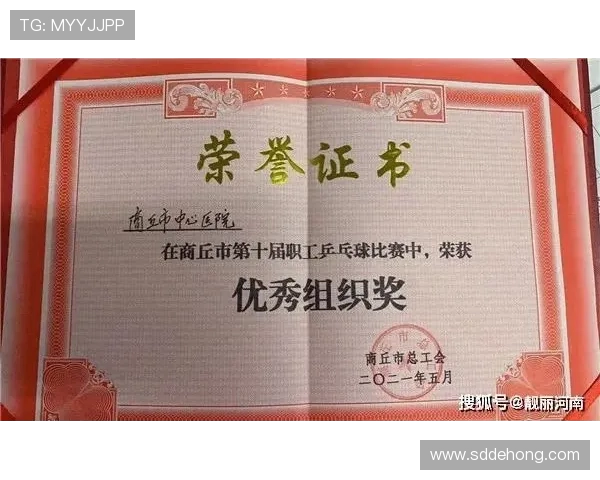 TG: MYYJJPP
荣誉证书
商丘市中心医院
在商丘市第十届职工乒乓球比赛中，荣获
优秀组织奖
商丘市总工会
二〇二一年五月
搜狐号@靓丽河南
www.sddehong.com